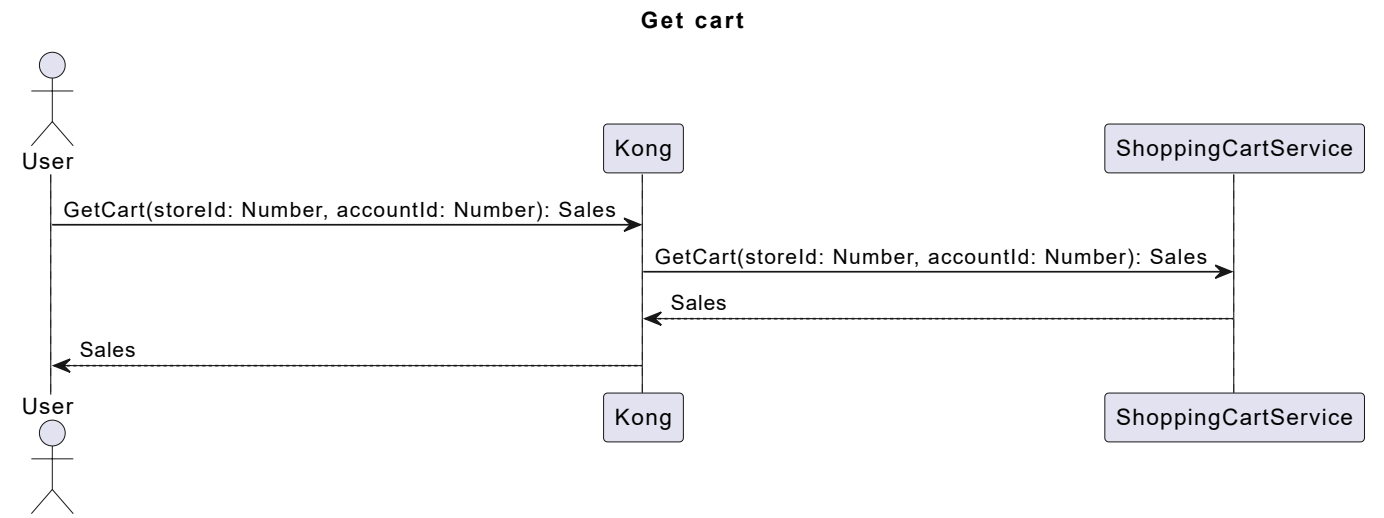 Get cart
User
Kong
ShoppingCartService
GetCart(storeId: Number, accountId: Number): Sales
GetCart(storeId: Number, accountId: Number): Sales
Sales
Sales
User
Kong
ShoppingCartService